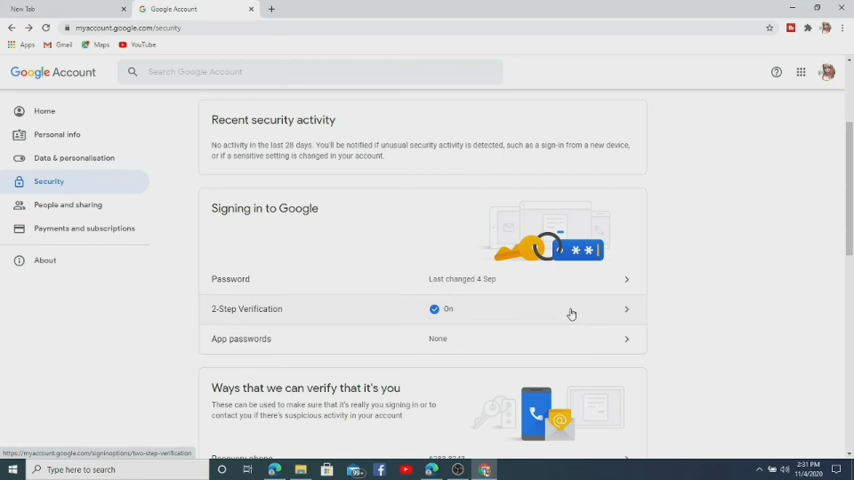 New Tab
Google Account
myaccount.google.com/security
Apps
Gmail
Maps
YouTube
Google Account
Search Google Account
Home
Personal info
Data & personalisation
Security
People and sharing
Payments and subscriptions
About
Recent security activity
No activity in the last 28 days. You'll be notified if unusual security activity is detected, such as a sign-in from a new device,
or if a sensitive setting is changed in your account.
Signing in to Google
Password
Last changed 4 Sep
2-Step Verification
On
App passwords
None
Ways that we can verify that it's you
These can be used to make sure that it's really you signing in or to
contact you if there's suspicious activity in your account
https://myaccount.google.com/signinoptions/two-step-verification
Type here to search
99+
2:31 PM
11/4/2020